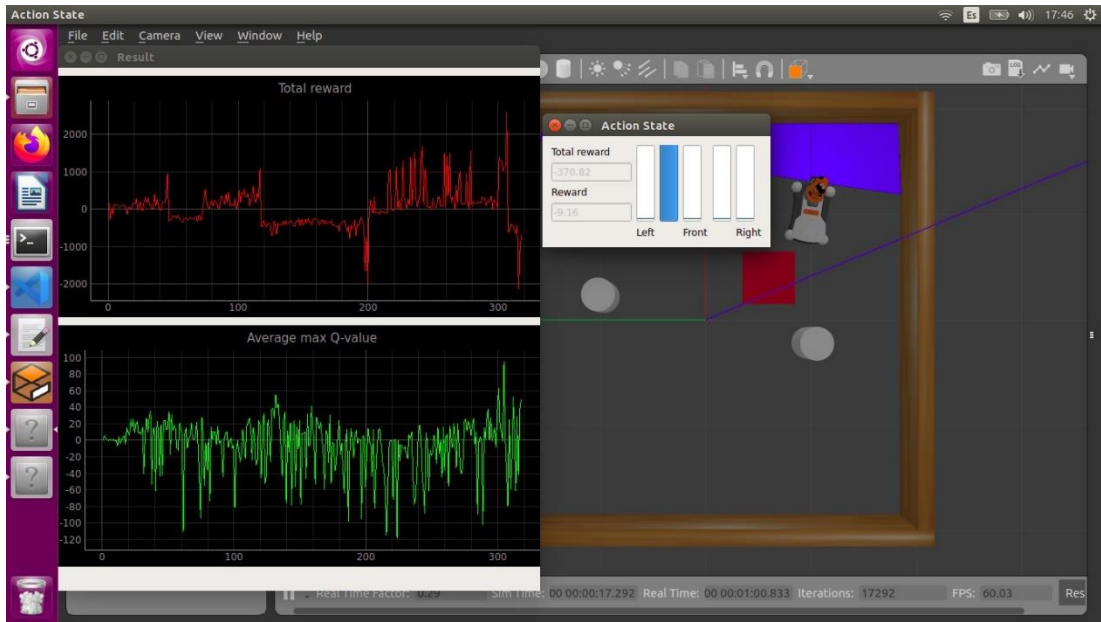 Action State
Es
17:46
File Edit Camera View Window Help
Result
LOG
Total reward
2000
1000
0
-1000
-2000
0 100 200 300
Average max Q-value
100
80
60
40
20
0
-20
-40
-60
-80
-100
-120
0 100 200 300
Action State
Total reward
-370.82
Reward
-9.16
Left Front Right
Real Time Factor: 0.29 Sim Time: 00 00:00:17.292 Real Time: 00 00:01:00.833 Iterations: 17292 FPS: 60.03 Res